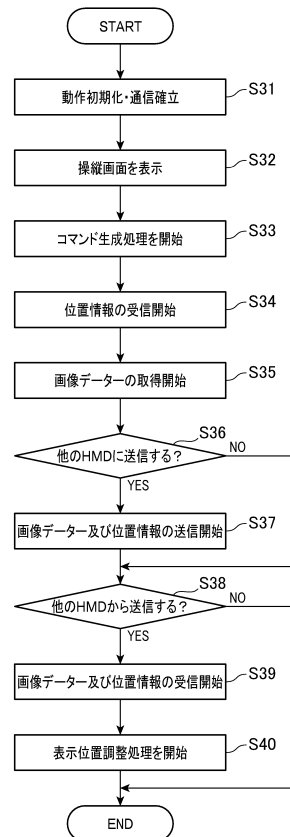 START
動作初期化・通信確立
S31
操縦画面を表示
S32
コマンド生成処理を開始
S33
位置情報の受信開始
S34
画像データーの取得開始
S35
他のHMDに送信する?
S36
NO
YES
画像データー及び位置情報の送信開始
S37
他のHMDから送信する?
S38
NO
YES
画像データー及び位置情報の受信開始
S39
表示位置調整処理を開始
S40
END